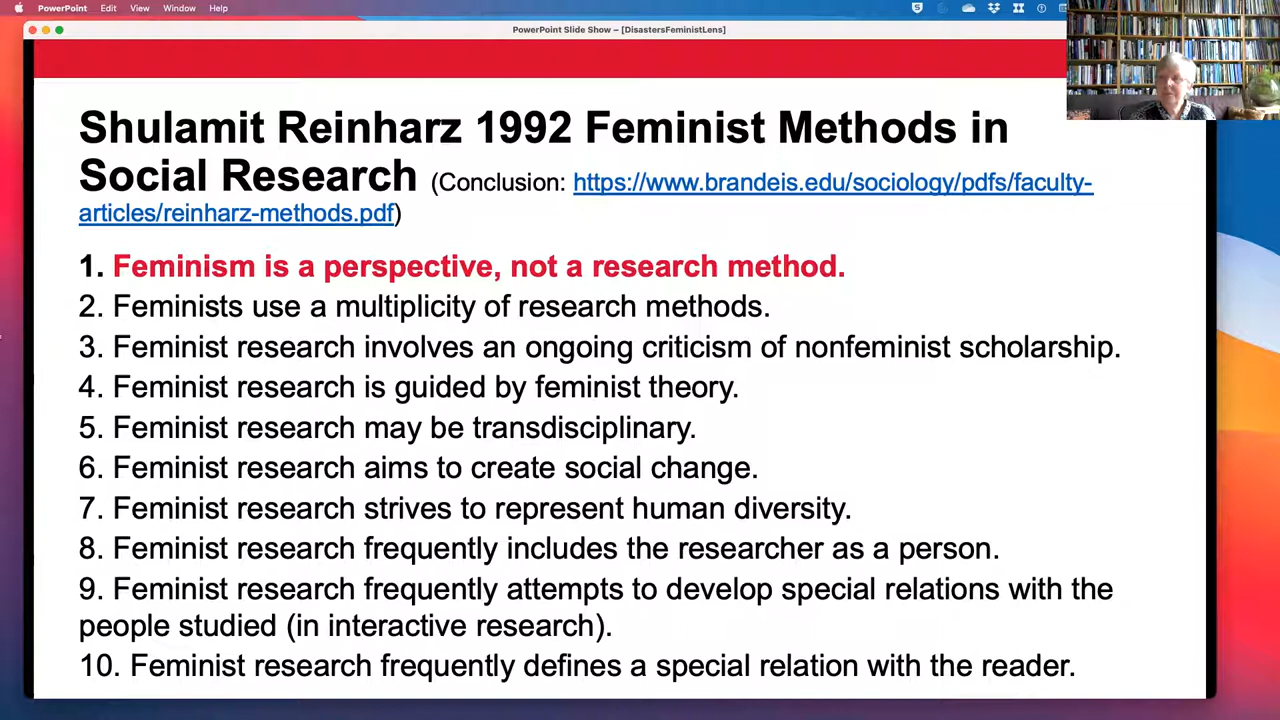 PowerPoint Edit View Window Help
PowerPoint Slide Show – [DisastersFeministLens]
Shulamit Reinharz 1992 Feminist Methods in
Social Research (Conclusion: https://www.brandeis.edu/sociology/pdfs/faculty-
articles/reinharz-methods.pdf)
1. Feminism is a perspective, not a research method.
2. Feminists use a multiplicity of research methods.
3. Feminist research involves an ongoing criticism of nonfeminist scholarship.
4. Feminist research is guided by feminist theory.
5. Feminist research may be transdisciplinary.
6. Feminist research aims to create social change.
7. Feminist research strives to represent human diversity.
8. Feminist research frequently includes the researcher as a person.
9. Feminist research frequently attempts to develop special relations with the
people studied (in interactive research).
10. Feminist research frequently defines a special relation with the reader.